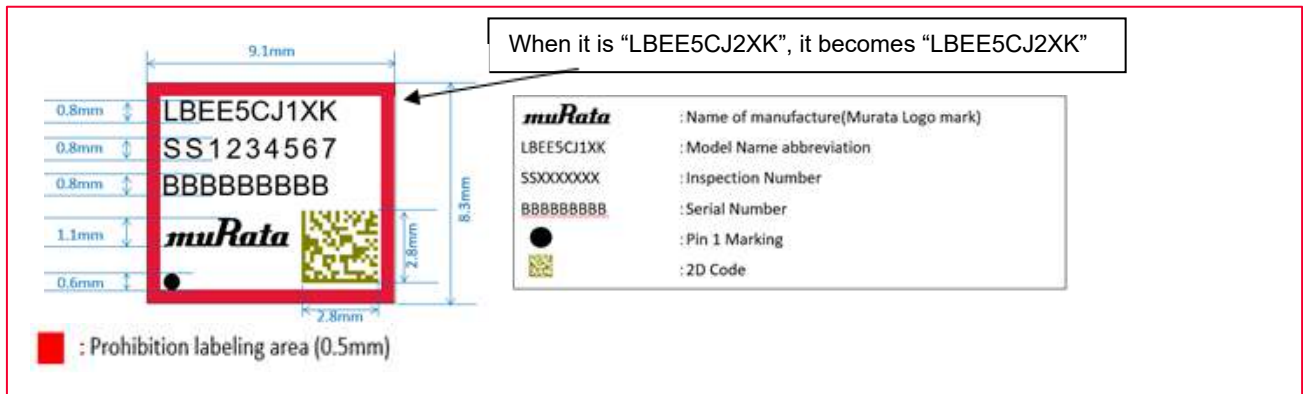 When it is “LBEE5CJ2XK”, it becomes “LBEE5CJ2XK”
9.1mm
0.8mm
LBEE5CJ1XK
0.8mm
SS1234567
0.8mm
BBBBBBBBB
8.3mm
1.1mm
muRata
2.8mm
0.6mm
2.8mm
: Prohibition labeling area (0.5mm)
muRata : Name of manufacture(Murata Logo mark)
LBEE5CJ1XK : Model Name abbreviation
SSXXXXXXX : Inspection Number
BBBBBBBBB : Serial Number
: Pin 1 Marking
: 2D Code